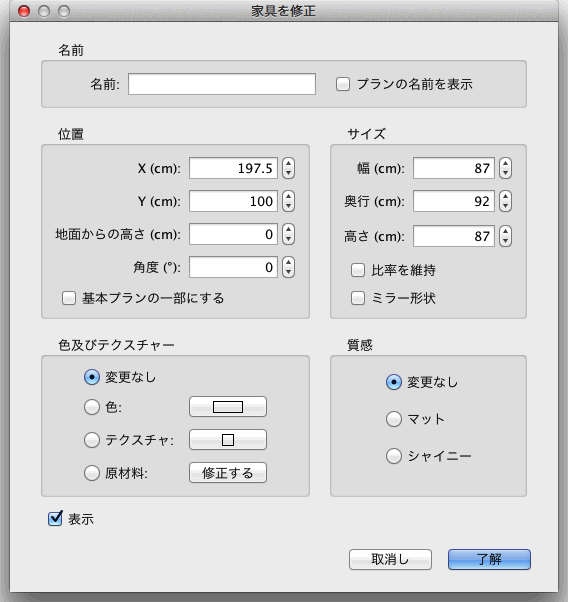 家具を修正
名前
名前:
プランの名前を表示
位置
X (cm): 197.5
Y (cm): 100
地面からの高さ (cm): 0
角度 (°): 0
基本プランの一部にする
サイズ
幅 (cm): 87
奥行 (cm): 92
高さ (cm): 87
比率を維持
ミラー形状
色及びテクスチャー
変更なし
色:
テクスチャ:
原材料: 修正する
質感
変更なし
マット
シャイニー
表示
取消し
了解